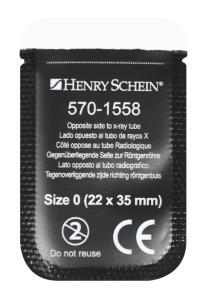 HENRY SCHEIN®
570-1558
Opposite side to x-ray tube
Lado opuesto al tubo de rayos X
Côté opposé au tube Radiologique
Gegenüberliegende Seite zur Röntgenröhre
Lato opposto al tubo radiografico
Tegenoverliggende zijde richting röntgenbuis
Size 0 (22 x 35 mm)
2
CE
Do not reuse